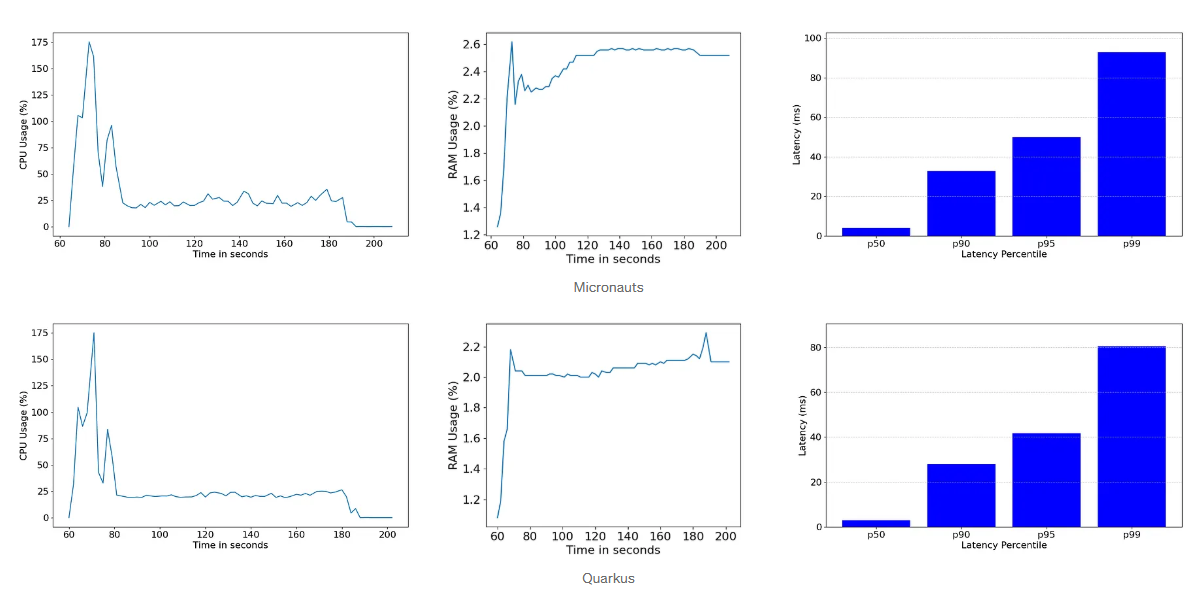 CPU Usage (%)
175
150
125
100
75
50
25
0
60 80 100 120 140 160 180 200
Time in seconds
RAM Usage (%)
2.6
2.4
2.2
2.0
1.8
1.6
1.4
1.2
60 80 100 120 140 160 180 200
Time in seconds
Latency (ms)
100
80
60
40
20
0
p50 p90 p95 p99
Latency Percentile
Micronauts
CPU Usage (%)
175
150
125
100
75
50
25
0
60 80 100 120 140 160 180 200
Time in seconds
RAM Usage (%)
2.2
2.0
1.8
1.6
1.4
1.2
60 80 100 120 140 160 180 200
Time in seconds
Latency (ms)
80
60
40
20
0
p50 p90 p95 p99
Latency Percentile
Quarkus